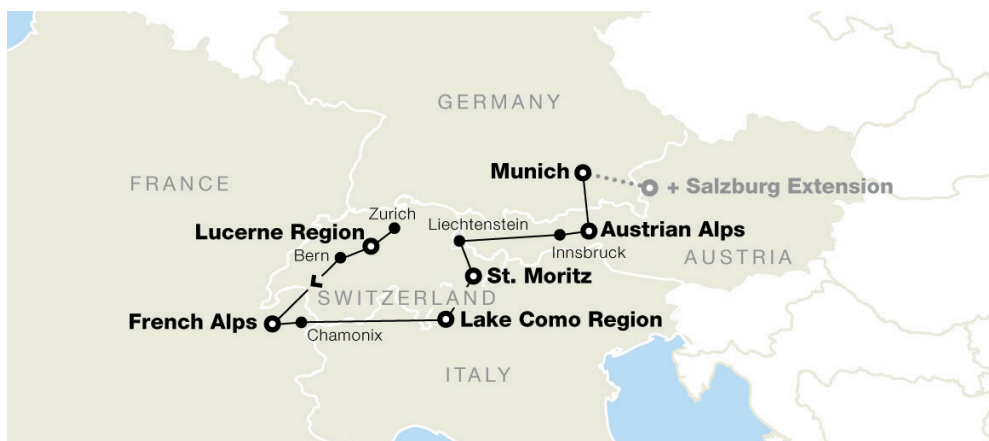 GERMANY
Munich
+ Salzburg Extension
FRANCE
Zurich
Liechtenstein
Lucerne Region
Austrian Alps
Bern
Innsbruck
AUSTRIA
St. Moritz
SWITZERLAND
French Alps
Lake Como Region
Chamonix
ITALY